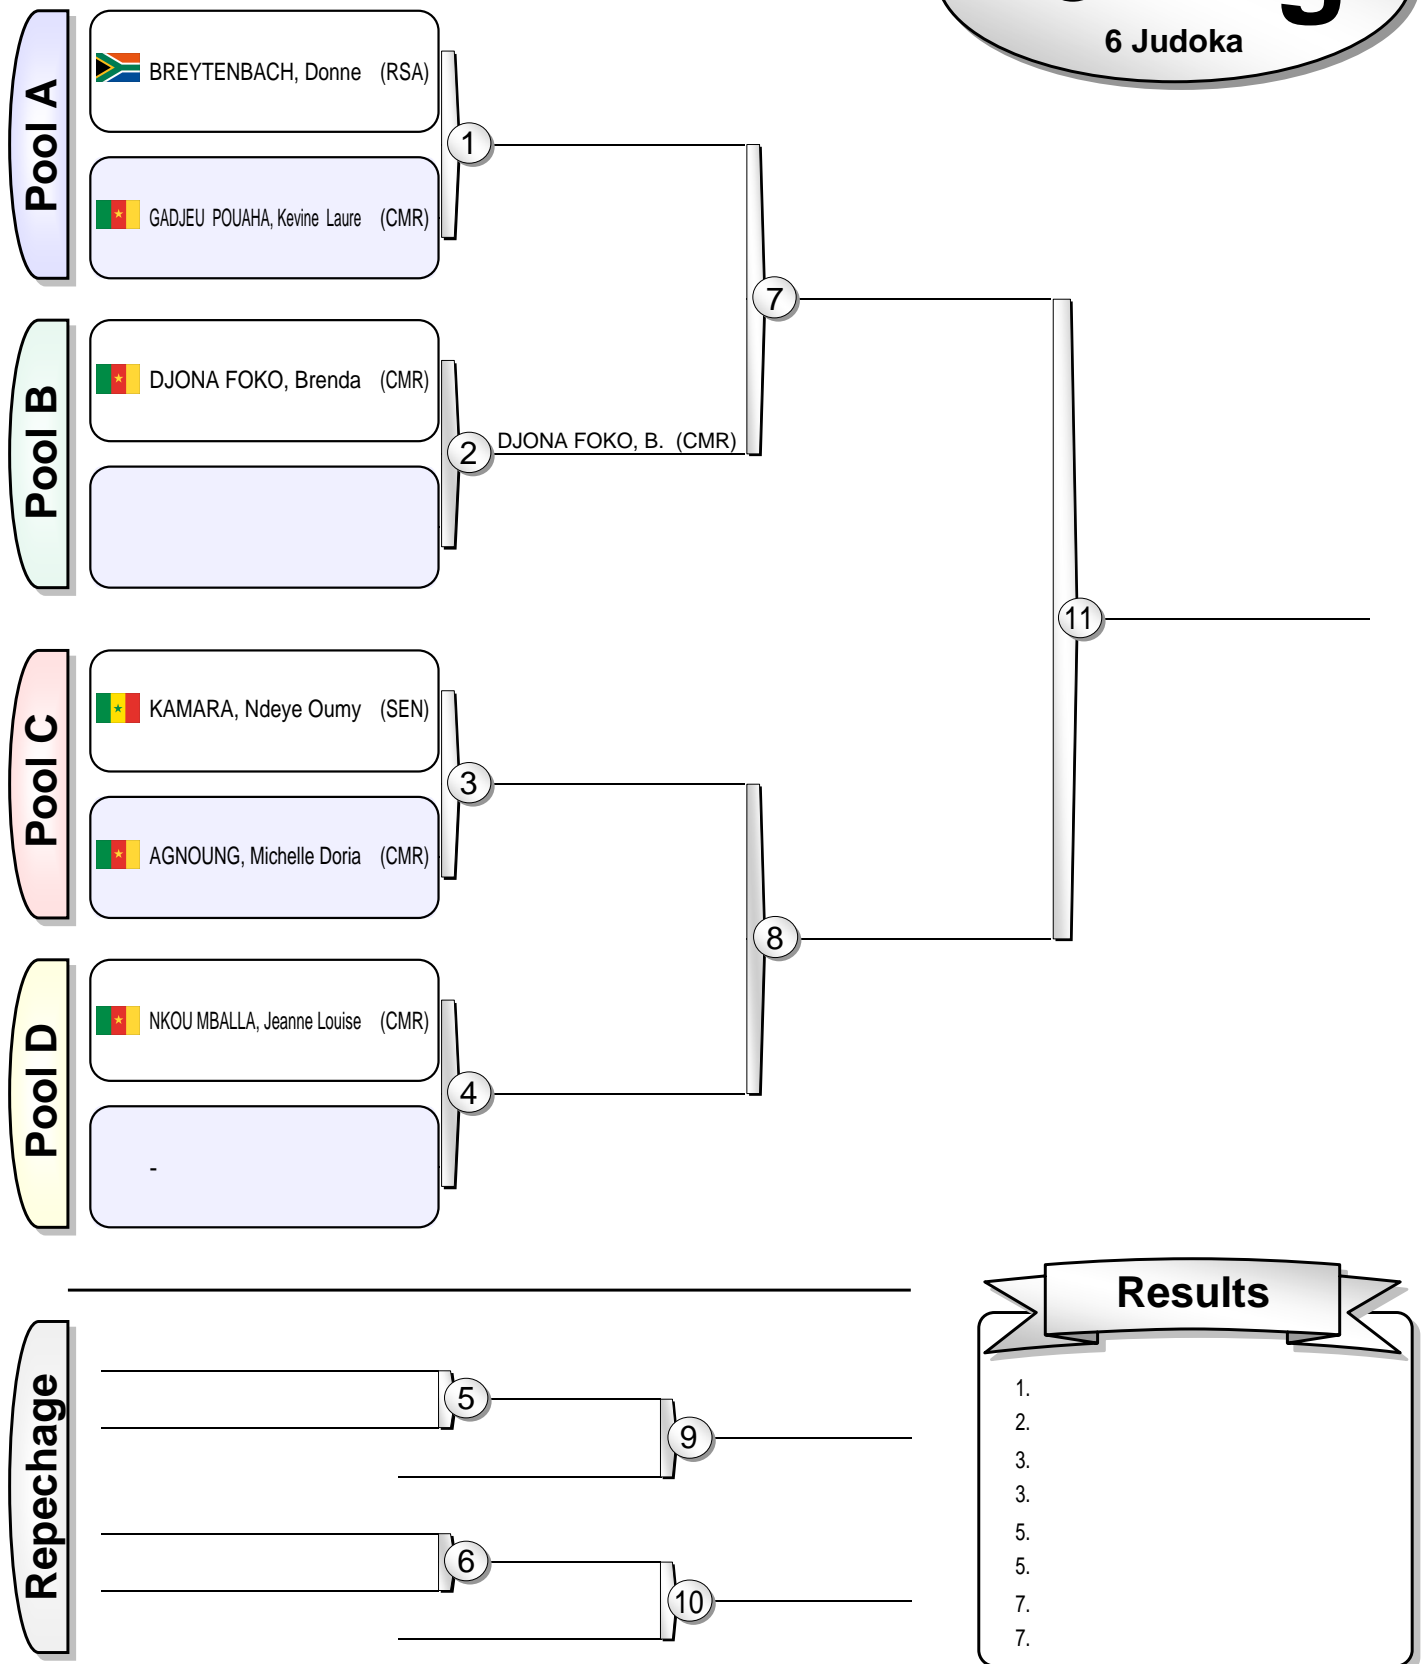 6 Judoka
Pool A
BREYTENBACH, Donne (RSA)
1
GADJEU POUAHA, Kevine Laure (CMR)
7
Pool B
DJONA FOKO, Brenda (CMR)
DJONA FOKO, B. (CMR)
2
11
Pool C
KAMARA, Ndeye Oumy (SEN)
3
AGNOUNG, Michelle Doria (CMR)
8
Pool D
NKOU MBALLA, Jeanne Louise (CMR)
4
-
Repechage
5
9
6
10
Results
1.
2.
3.
3.
5.
5.
7.
7.